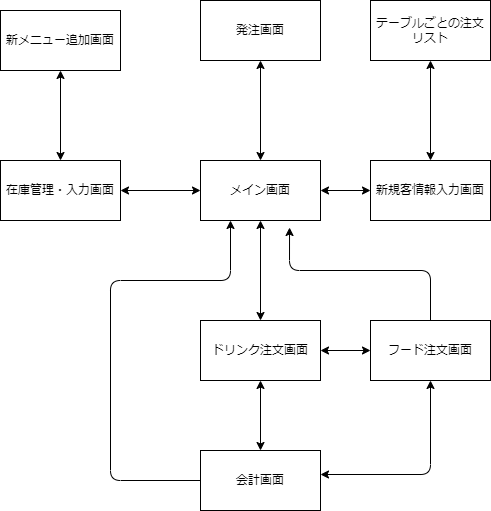 新メニュー追加画面
発注画面
テーブルごとの注文
リスト
在庫管理・入力画面
メイン画面
新規客情報入力画面
ドリンク注文画面
フード注文画面
会計画面